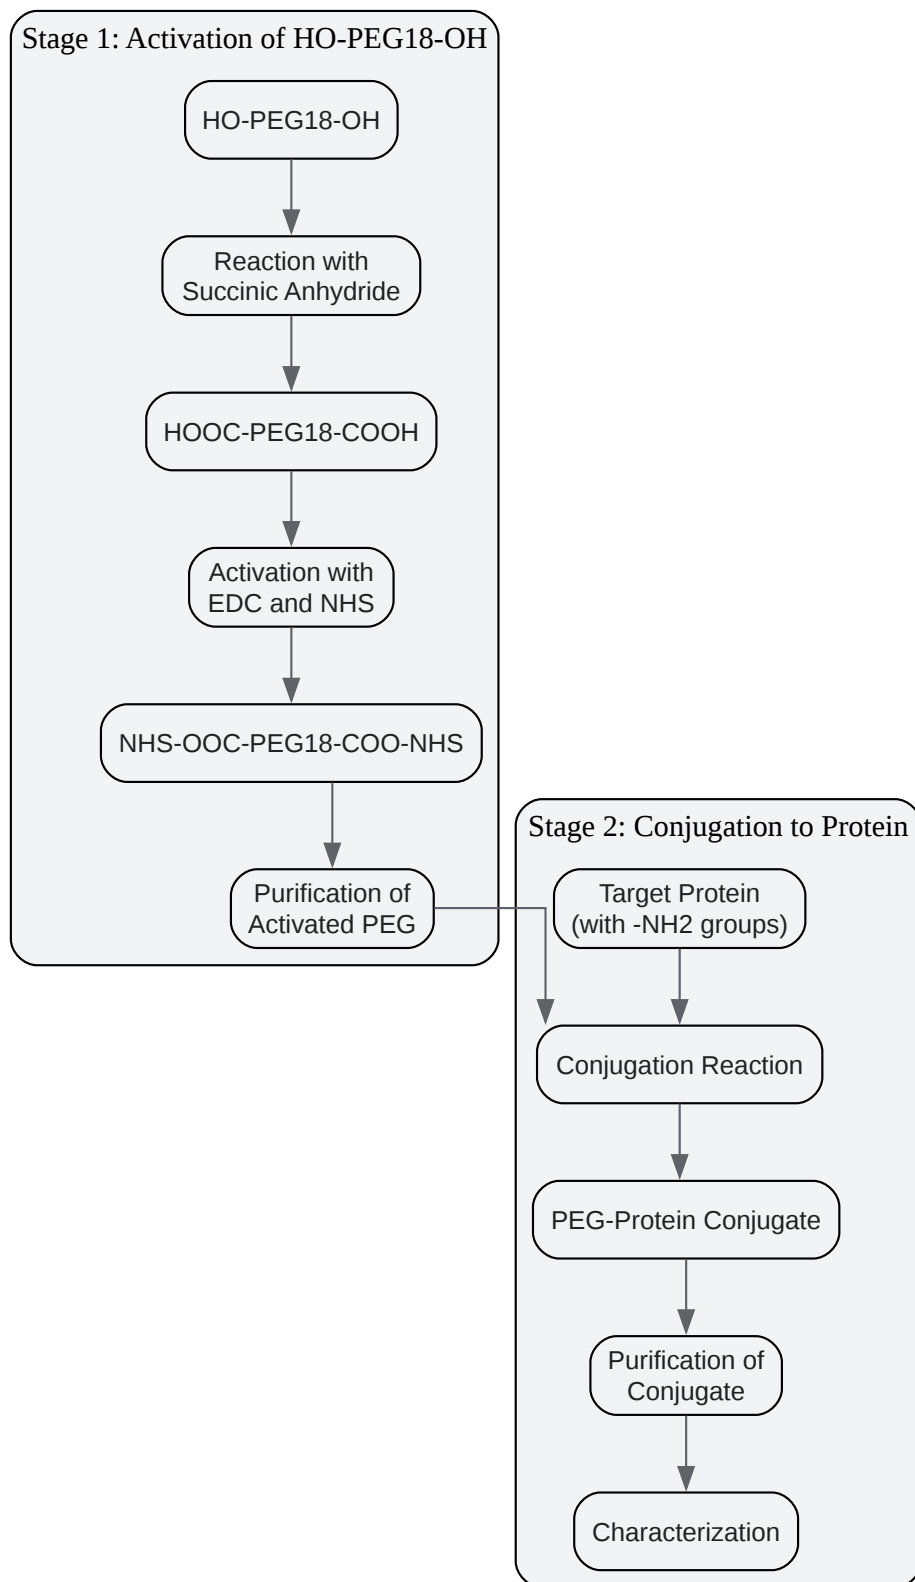 Stage 1: Activation of HO-PEG18-OH
HO-PEG18-OH
Reaction with
Succinic Anhydride
HOOC-PEG18-COOH
Activation with
EDC and NHS
NHS-OOC-PEG18-COO-NHS
Purification of
Activated PEG
Stage 2: Conjugation to Protein
Target Protein
(with -NH2 groups)
Conjugation Reaction
PEG-Protein Conjugate
Purification of
Conjugate
Characterization